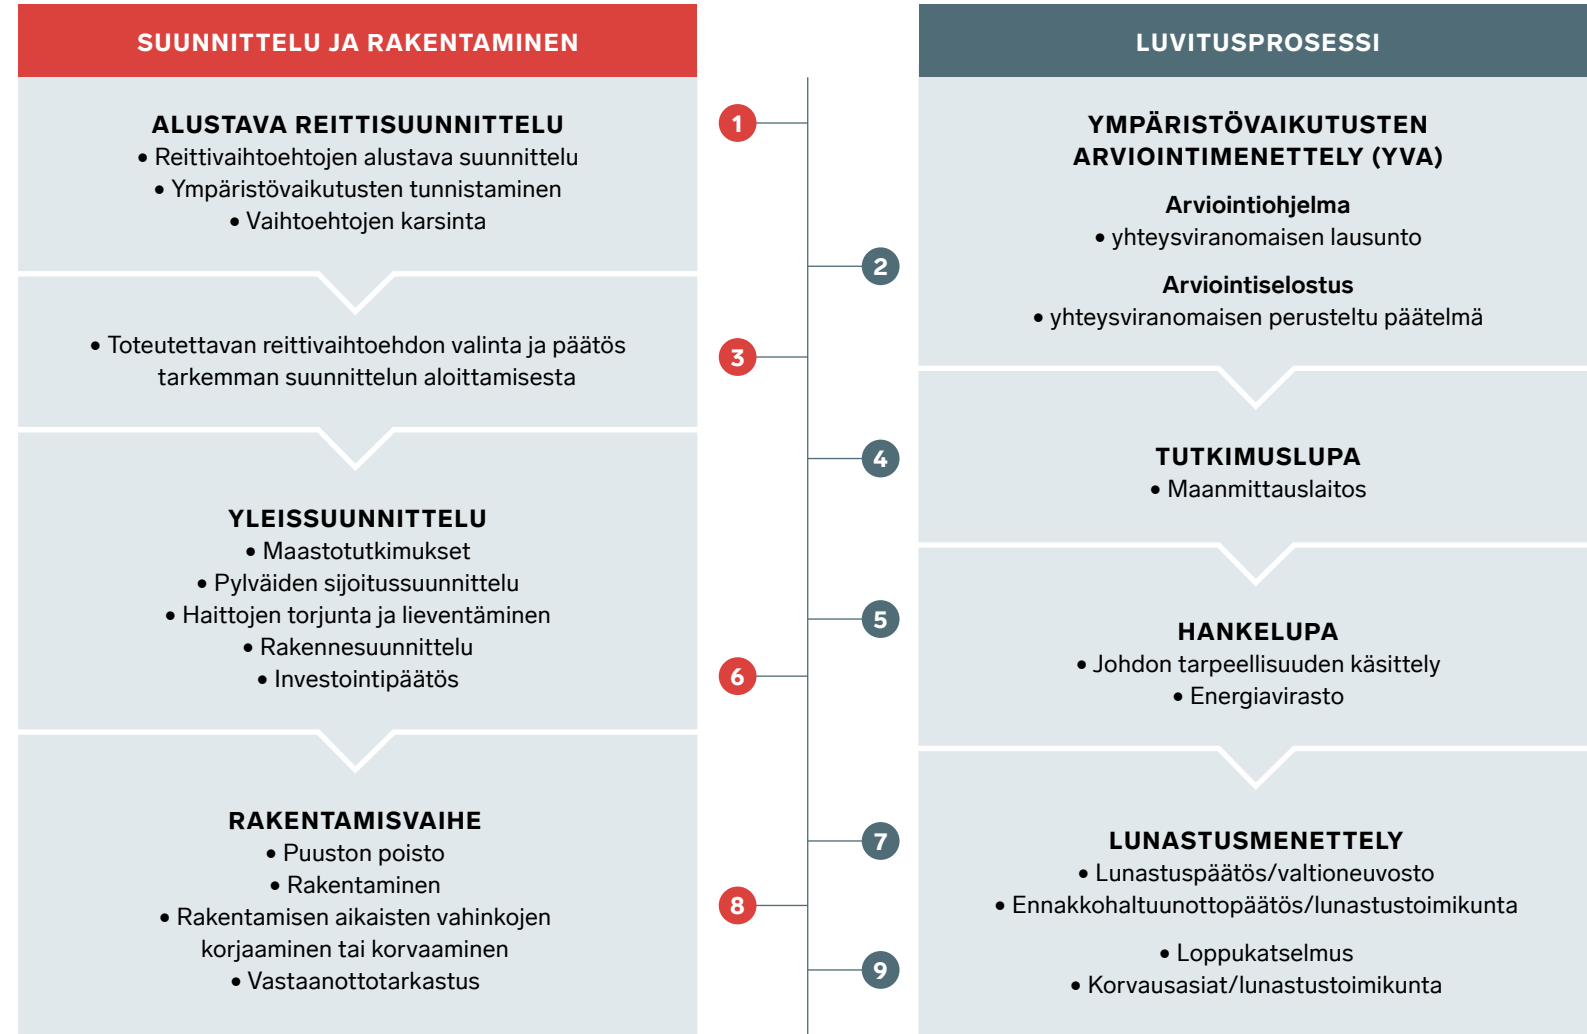 SUUNNITTELU JA RAKENTAMINEN
ALUSTAVA REITTISUUNNITTELU
• Reittivaihtoehtojen alustava suunnittelu
• Ympäristövaikutusten tunnistaminen
• Vaihtoehtojen karsinta
• Toteutettavan reittivaihtoehdon valinta ja päätös
tarkemman suunnittelun aloittamisesta
YLEISSUUNNITTELU
• Maastotutkimukset
• Pylväiden sijoitussuunnittelu
• Haittojen torjunta ja lieventäminen
• Rakennesuunnittelu
• Investointipäätös
RAKENTAMISVAIHE
• Puuston poisto
• Rakentaminen
• Rakentamisen aikaisten vahinkojen
korjaaminen tai korvaaminen
• Vastaanottotarkastus
1
2
3
4
5
6
7
8
9
LUVITUSPROSESSI
YMPÄRISTÖVAIKUTUSTEN
ARVIOINTIMENETTELY (YVA)
Arviointiohjelma
• yhteysviranomaisen lausunto
Arviointiselostus
• yhteysviranomaisen perusteltu päätelmä
TUTKIMUSLUPA
• Maanmittauslaitos
HANKELUPA
• Johdon tarpeellisuuden käsittely
• Energiavirasto
LUNASTUSMENETTELY
• Lunastuspäätös/valtioneuvosto
• Ennakkohaltuunottopäätös/lunastustoimikunta
• Loppukatselmus
• Korvausasiat/lunastustoimikunta